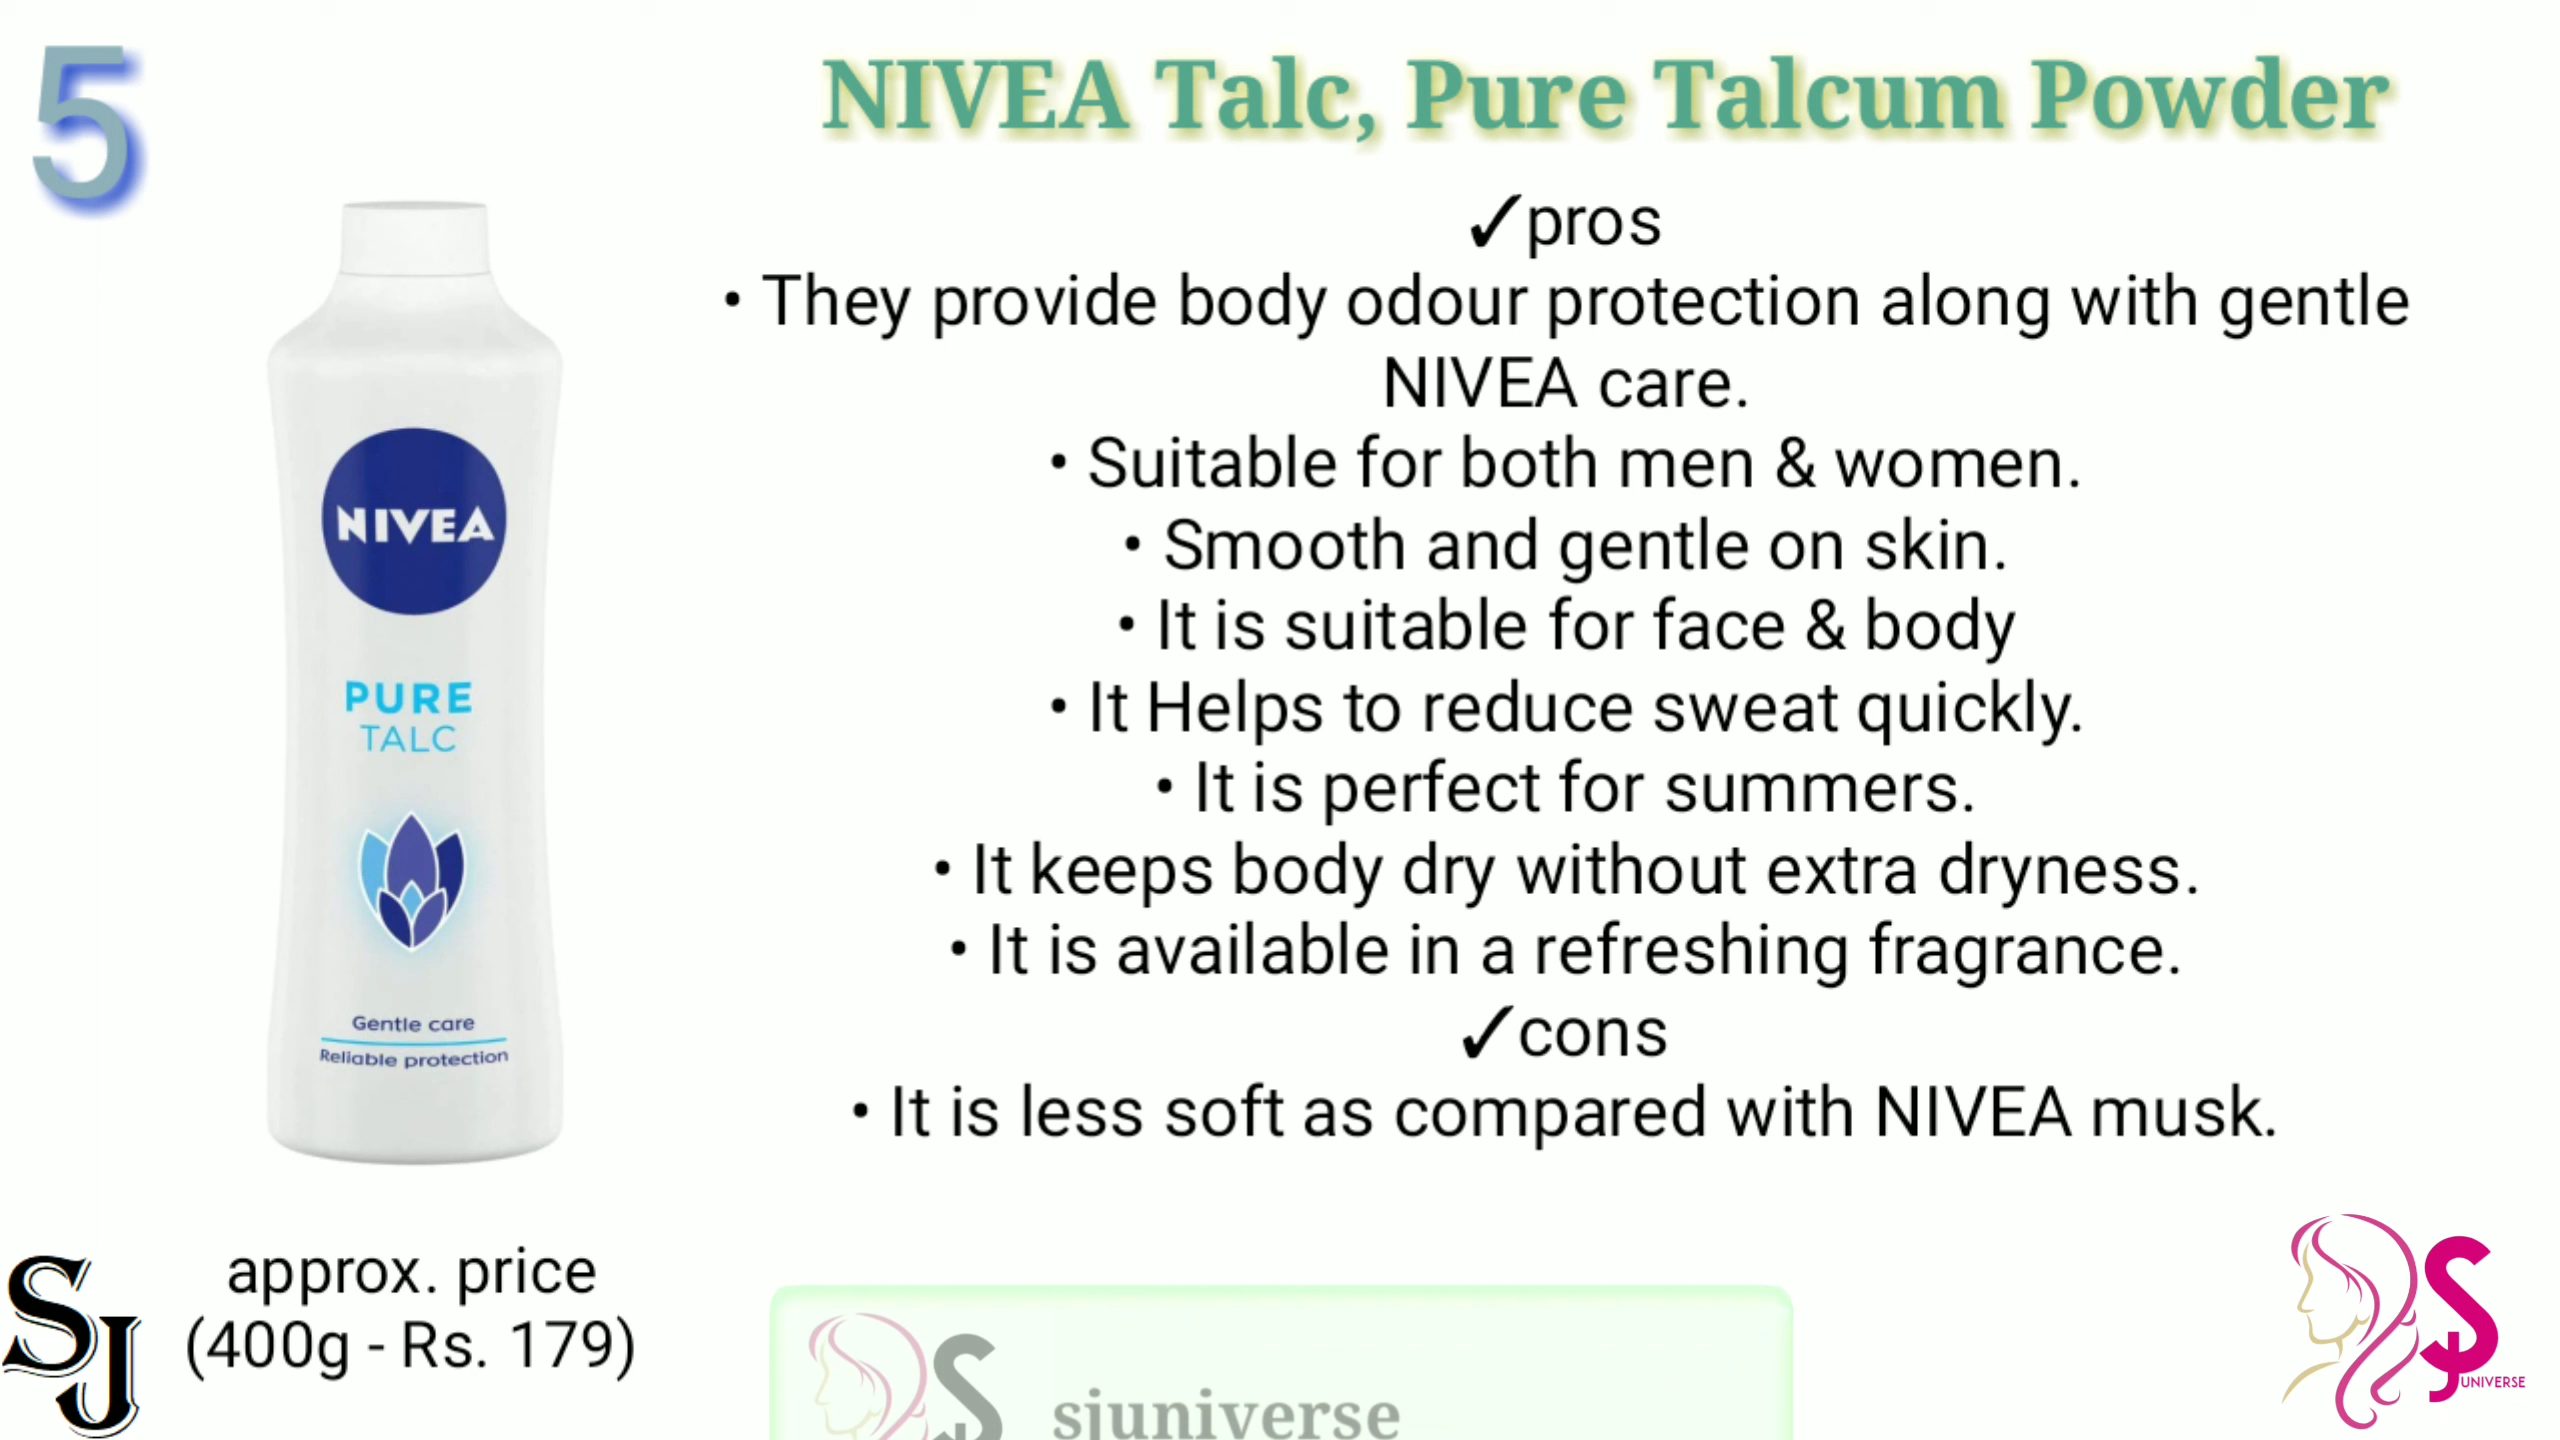 5
NIVEA Talc, Pure Talcum Powder
✓pros
• They provide body odour protection along with gentle
NIVEA care.
• Suitable for both men & women.
• Smooth and gentle on skin.
• It is suitable for face & body
• It Helps to reduce sweat quickly.
• It is perfect for summers.
• It keeps body dry without extra dryness.
• It is available in a refreshing fragrance.
✓cons
• It is less soft as compared with NIVEA musk.
NIVEA
PURE
TALC
Gentle care
Reliable protection
approx. price
(400g - Rs. 179)
SJ
SJ
sjuniverse
SJ
UNIVERSE